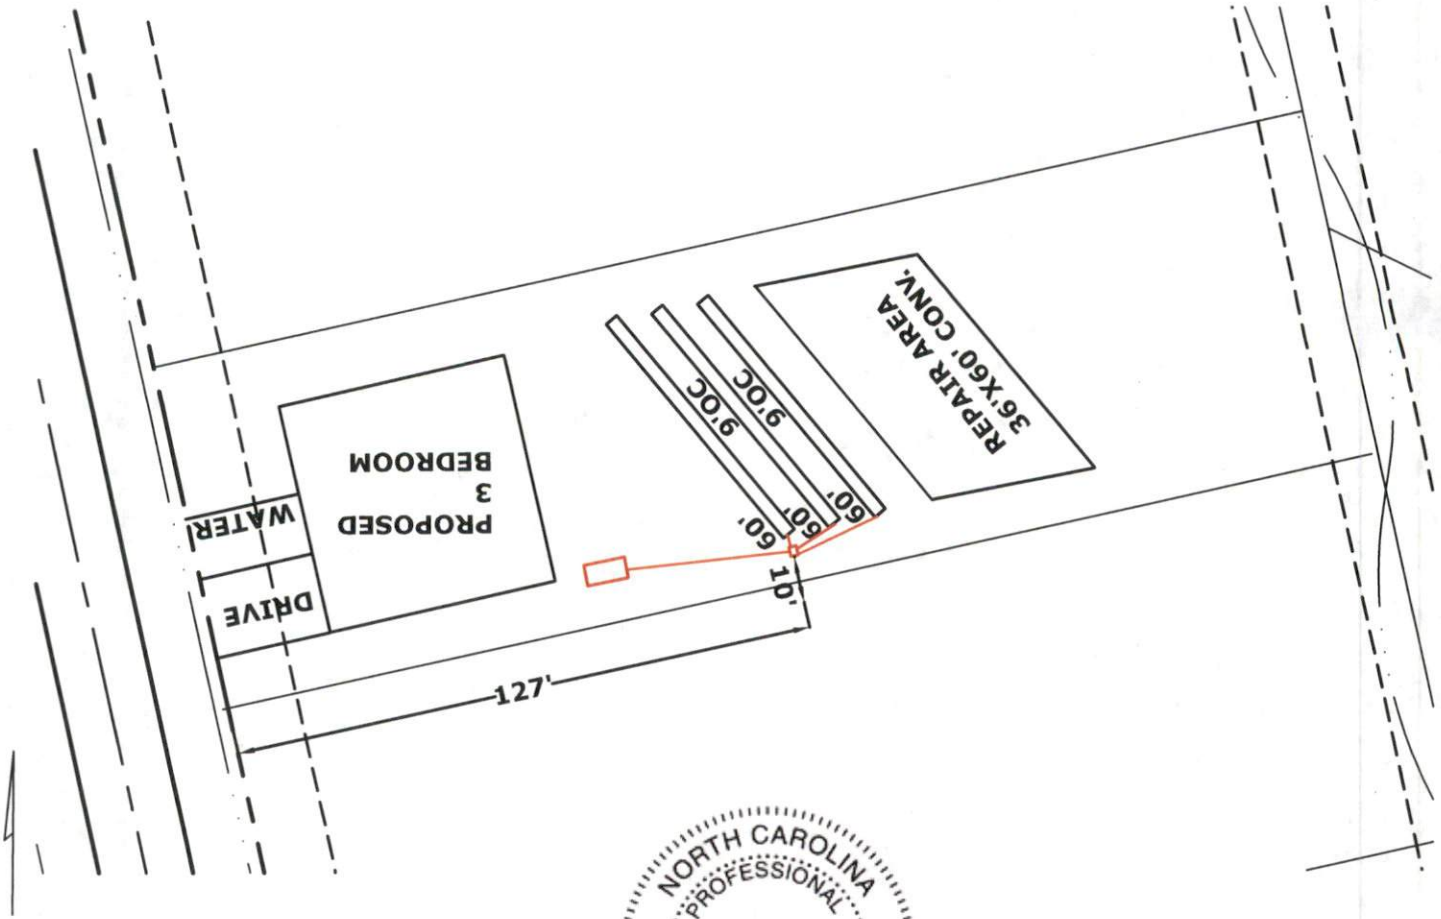 PROPOSED
3
BEDROOM
WATER
DRIVE
9'OC
9'OC
60'
60'
60'
10'
127'
REPAIR AREA
36'X60' CONV.
NORTH CAROLINA
PROFESSIONAL